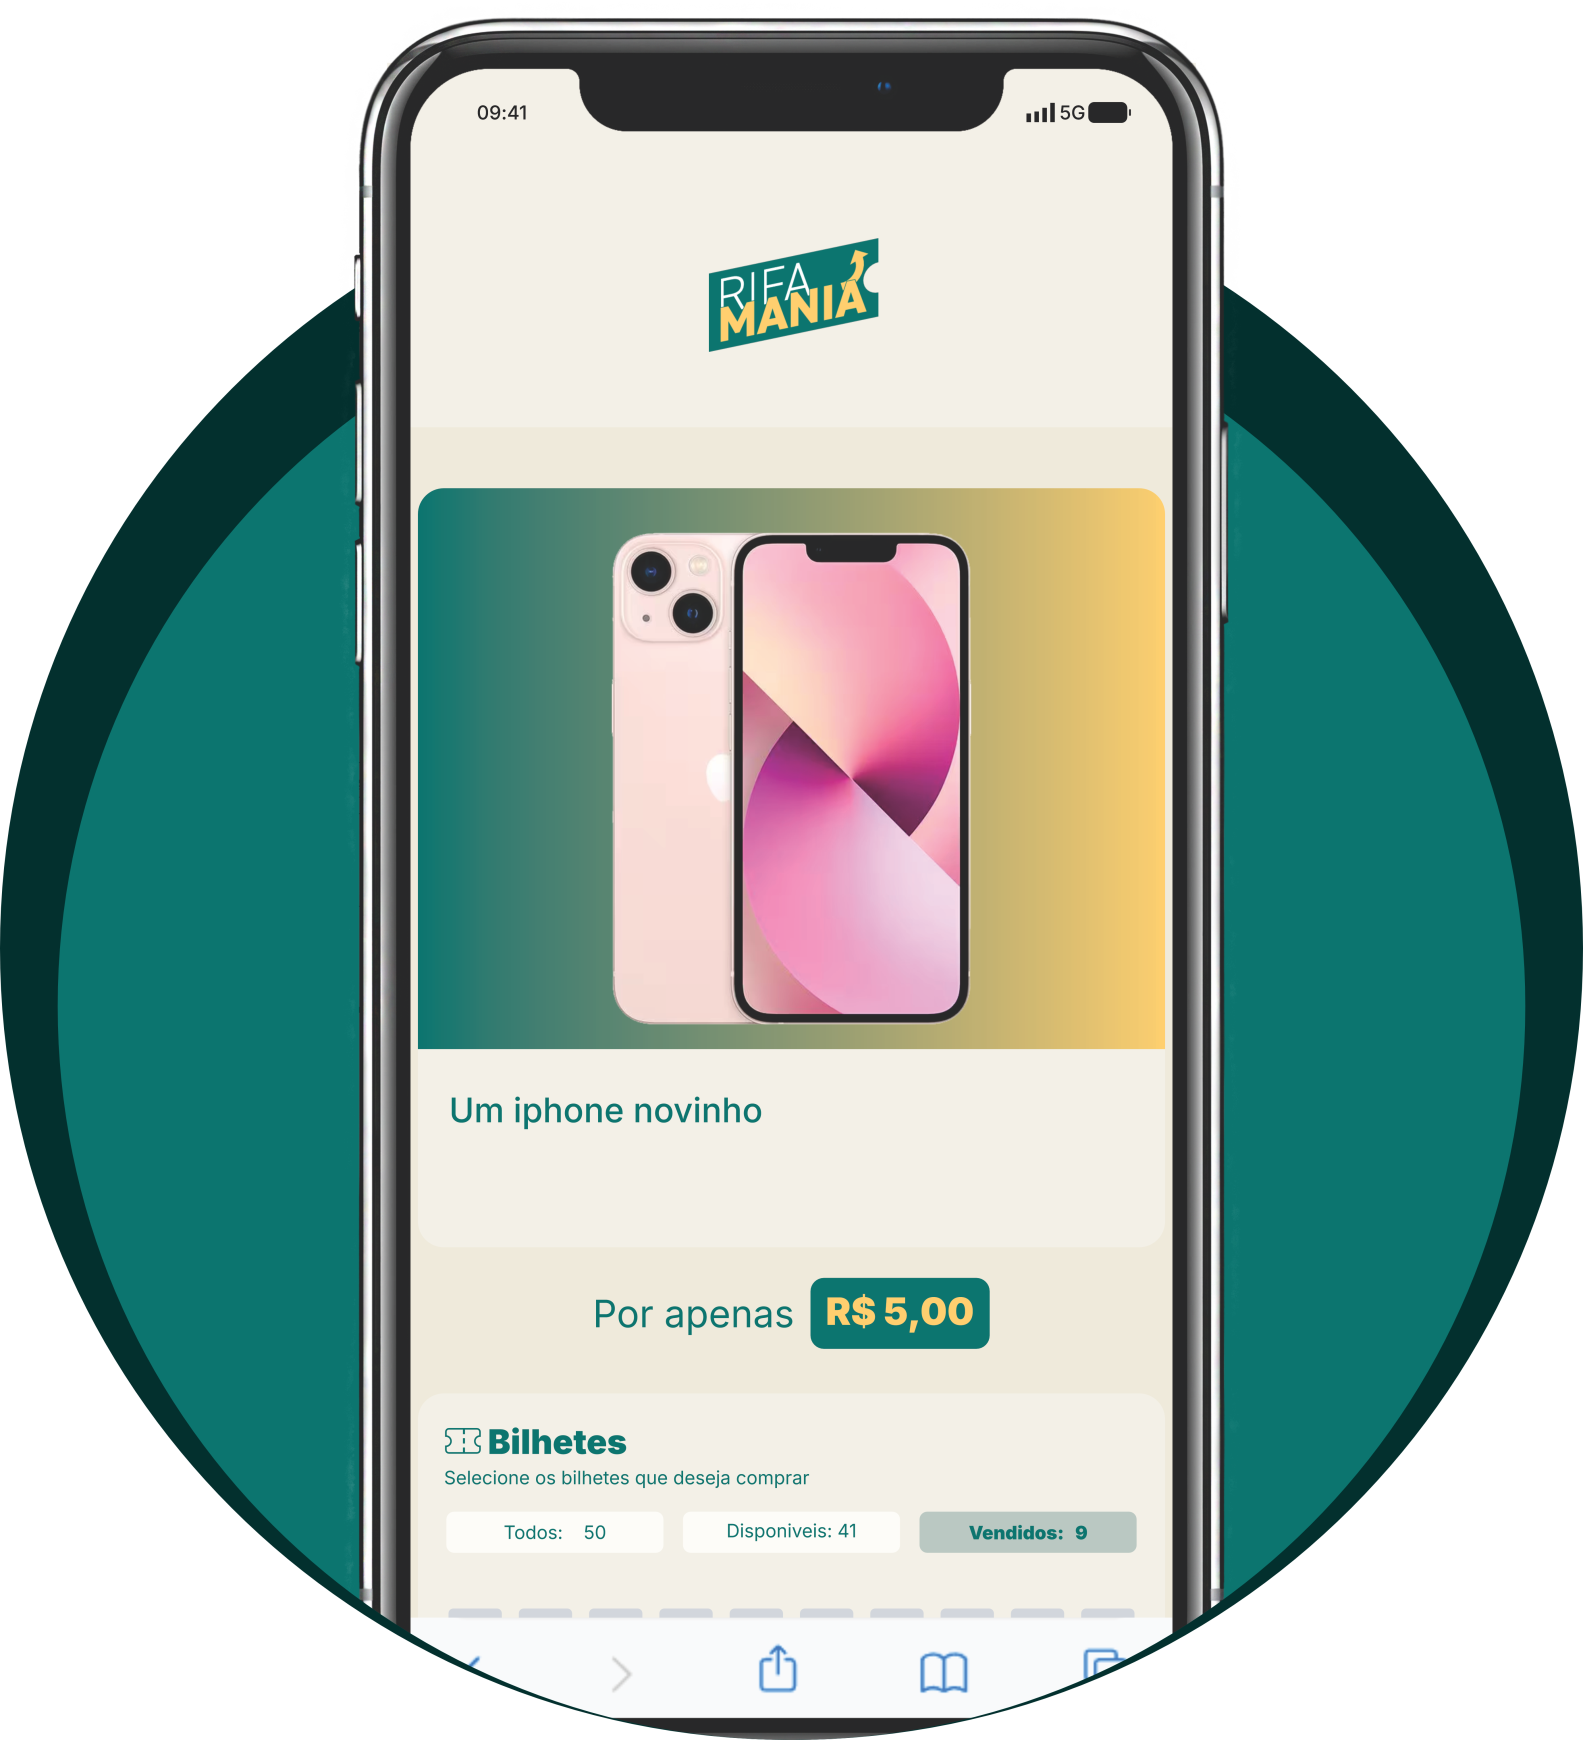 09:41
5G
RIFA
MANIA
Um iphone novinho
Por apenas R$ 5,00
Bilhetes
Selecione os bilhetes que deseja comprar
Todos: 50
Disponiveis: 41
Vendidos: 9